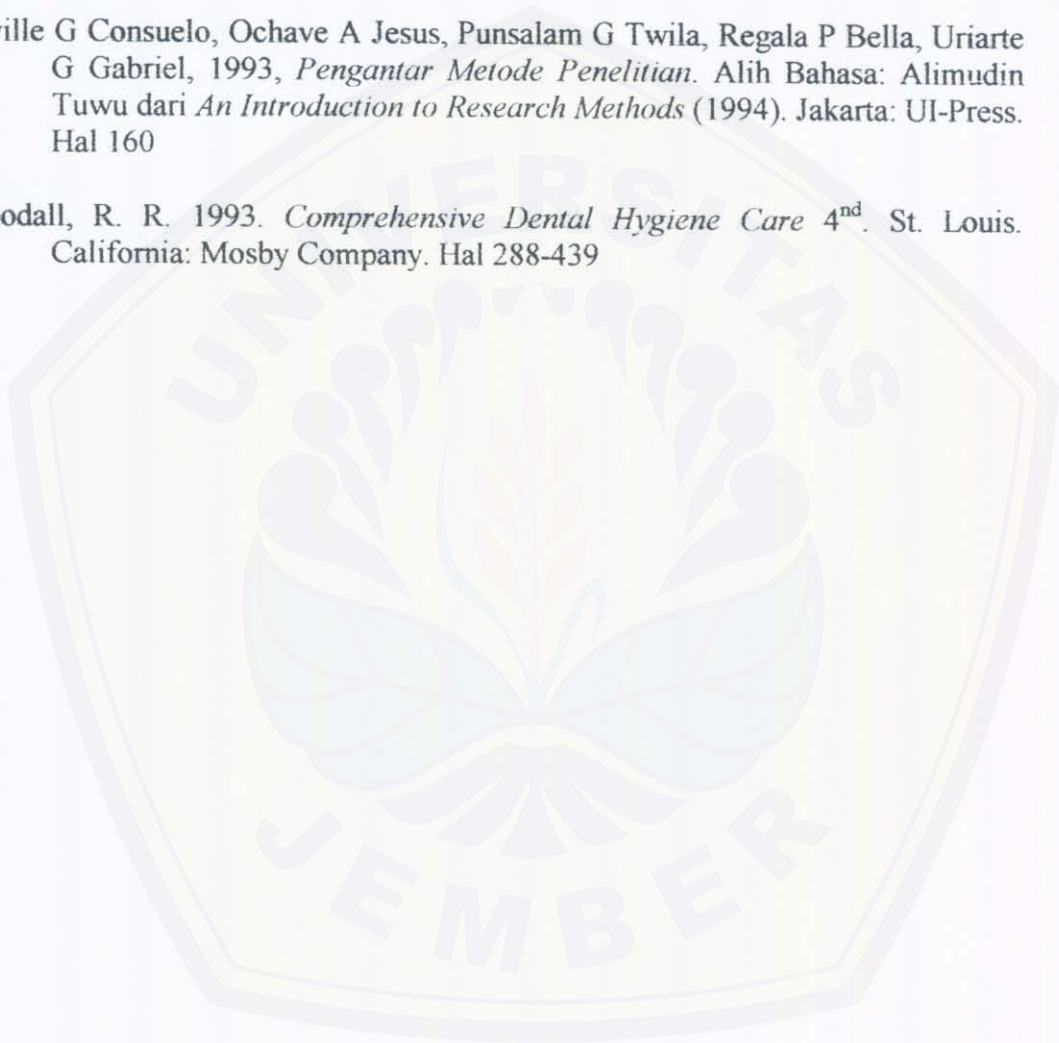 ille G Consuelo, Ochave A Jesus, Punsalam G Twila, Regala P Bella, Uriarte
G Gabriel, 1993, Pengantar Metode Penelitian. Alih Bahasa: Alimudin
Tuwu dari An Introduction to Research Methods (1994). Jakarta: UI-Press.
Hal 160
odall, R. R. 1993. Comprehensive Dental Hygiene Care 4nd. St. Louis.
California: Mosby Company. Hal 288-439
UNIVERSITAS
JEMBER